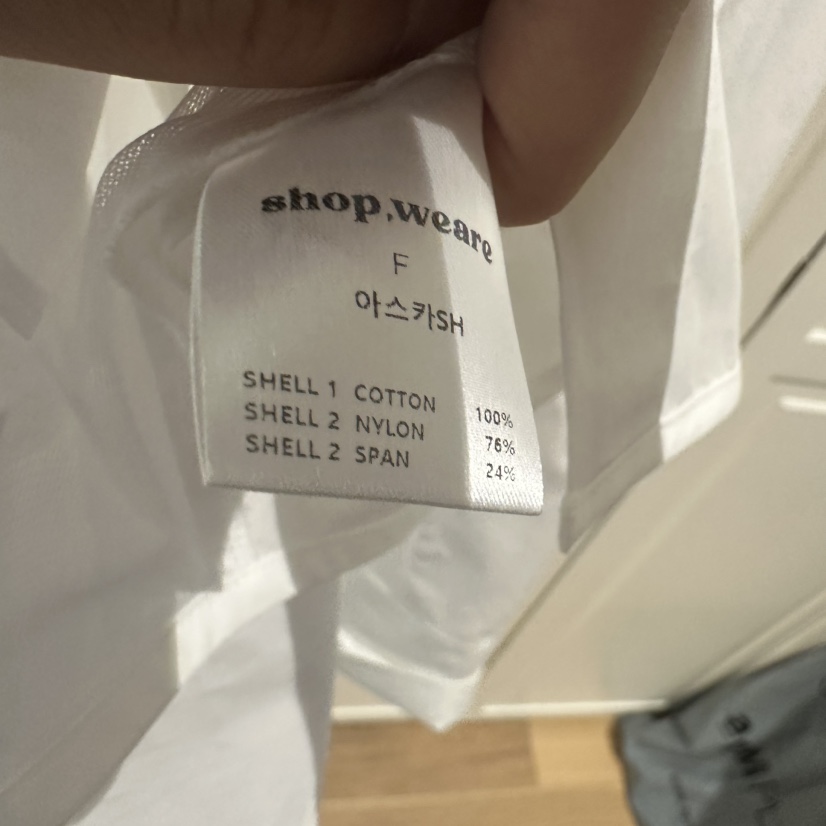 shop,weare
F
아스카SH
SHELL 1 COTTON 100%
SHELL 2 NYLON 76%
SHELL 2 SPAN 24%